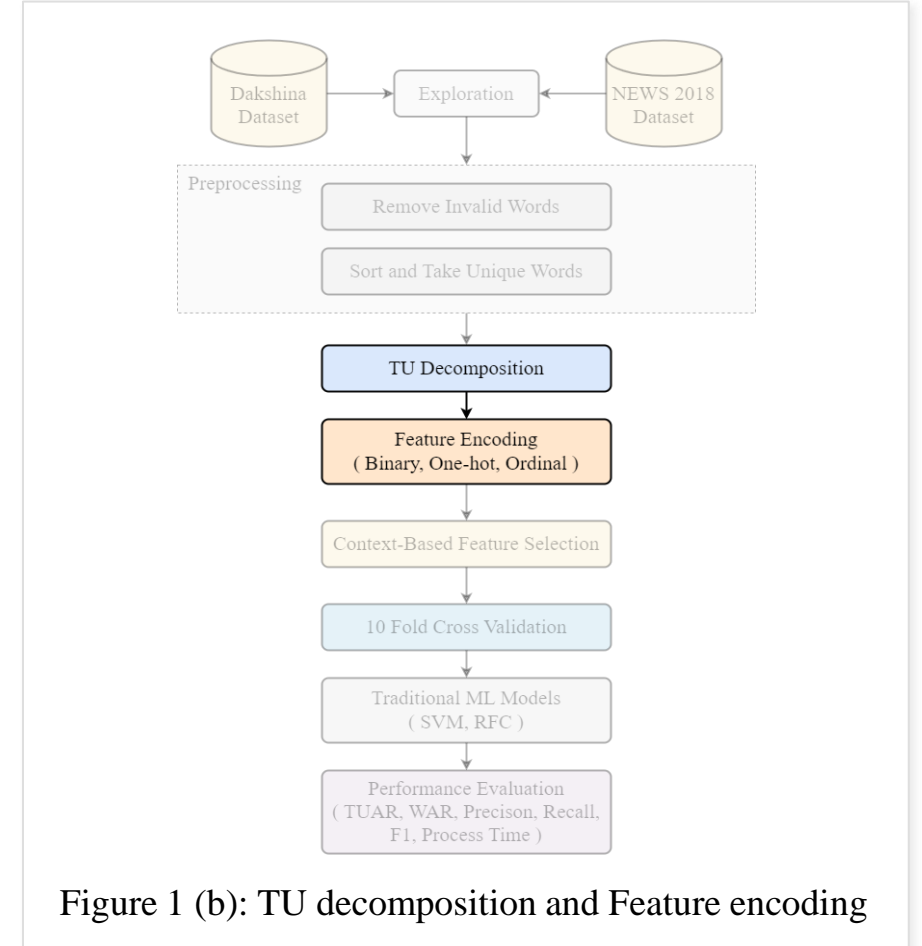 Dakshina
Dataset
Exploration
NEWS 2018
Dataset
Preprocessing
Remove Invalid Words
Sort and Take Unique Words
TU Decomposition
Feature Encoding
( Binary, One-hot, Ordinal )
Context-Based Feature Selection
10 Fold Cross Validation
Traditional ML Models
( SVM, RFC )
Performance Evaluation
( TUAR, WAR, Precison, Recall,
F1, Process Time )
Figure 1 (b): TU decomposition and Feature encoding